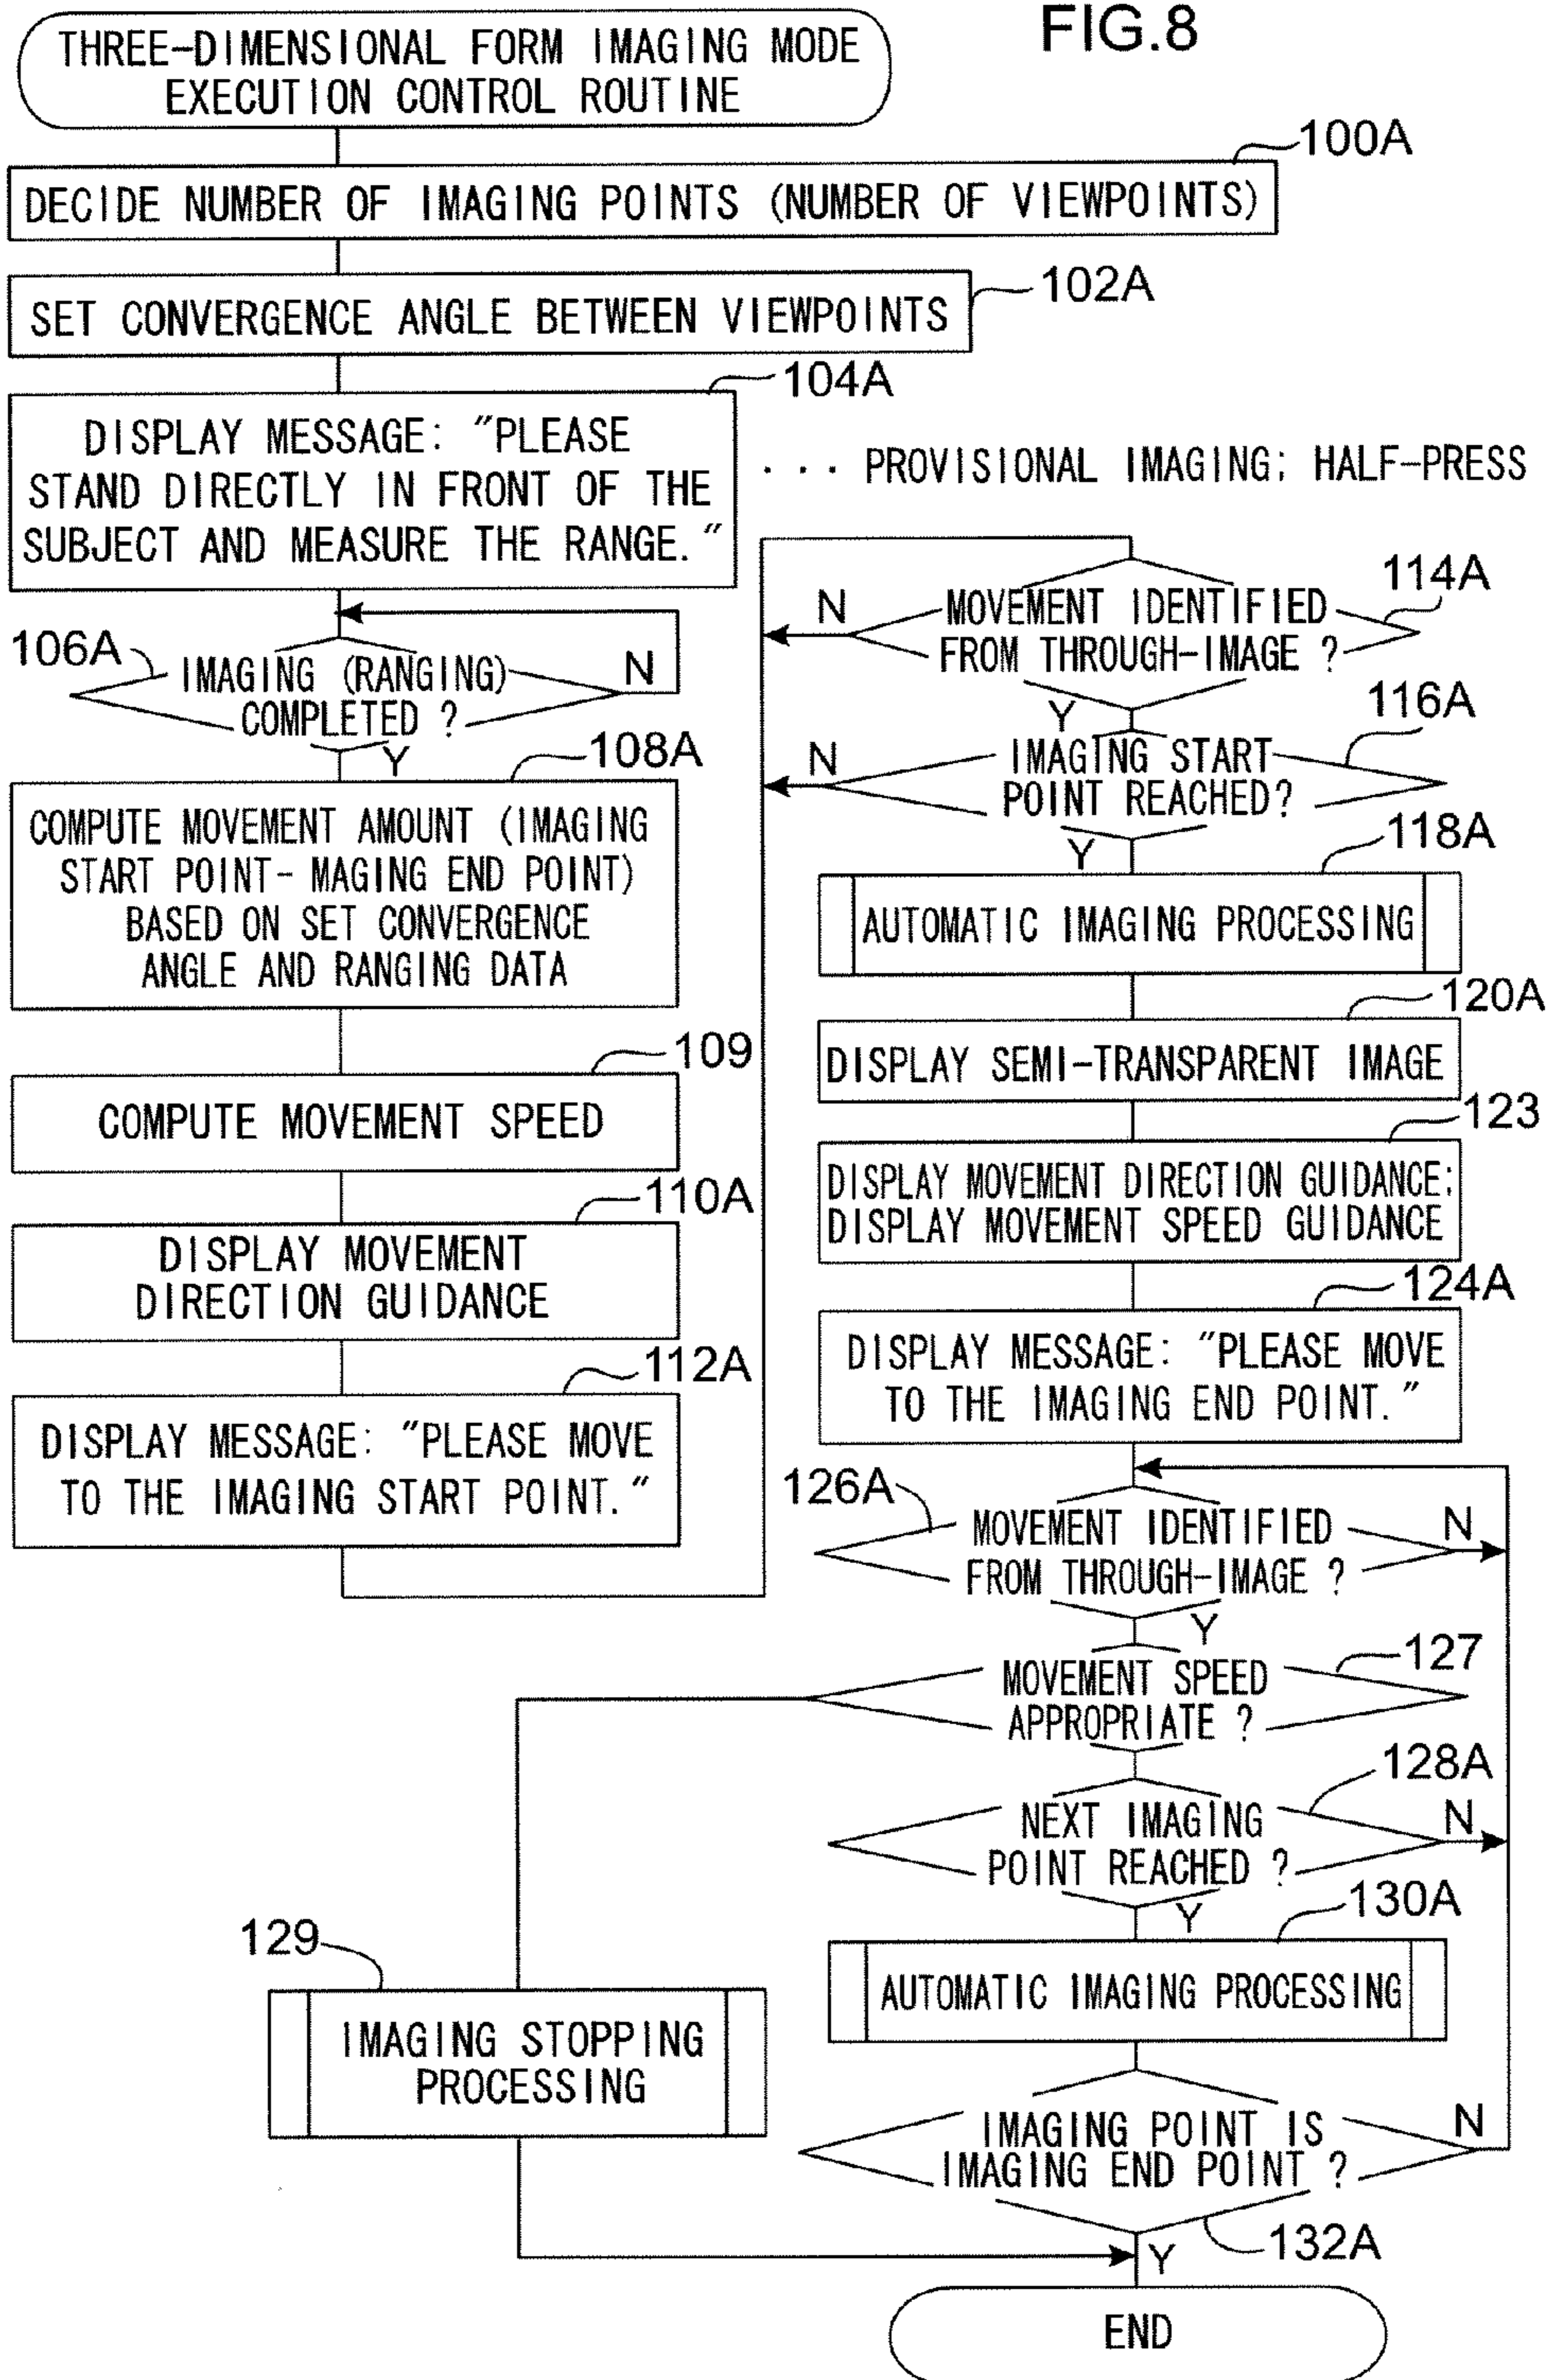 FIG.8
THREE-DIMENSIONAL FORM IMAGING MODE
EXECUTION CONTROL ROUTINE
100A
DECIDE NUMBER OF IMAGING POINTS (NUMBER OF VIEWPOINTS)
102A
SET CONVERGENCE ANGLE BETWEEN VIEWPOINTS
104A
DISPLAY MESSAGE: "PLEASE
STAND DIRECTLY IN FRONT OF THE
SUBJECT AND MEASURE THE RANGE."
··· PROVISIONAL IMAGING; HALF-PRESS
106A
IMAGING (RANGING)
COMPLETED ?
N
Y
108A
COMPUTE MOVEMENT AMOUNT (IMAGING
START POINT- MAGING END POINT)
BASED ON SET CONVERGENCE
ANGLE AND RANGING DATA
109
COMPUTE MOVEMENT SPEED
110A
DISPLAY MOVEMENT
DIRECTION GUIDANCE
112A
DISPLAY MESSAGE: "PLEASE MOVE
TO THE IMAGING START POINT."
114A
MOVEMENT IDENTIFIED
FROM THROUGH-IMAGE ?
N
Y
116A
IMAGING START
POINT REACHED?
N
Y
118A
AUTOMATIC IMAGING PROCESSING
120A
DISPLAY SEMI-TRANSPARENT IMAGE
123
DISPLAY MOVEMENT DIRECTION GUIDANCE;
DISPLAY MOVEMENT SPEED GUIDANCE
124A
DISPLAY MESSAGE: "PLEASE MOVE
TO THE IMAGING END POINT."
126A
MOVEMENT IDENTIFIED
FROM THROUGH-IMAGE ?
N
Y
127
MOVEMENT SPEED
APPROPRIATE ?
128A
NEXT IMAGING
POINT REACHED ?
N
Y
130A
AUTOMATIC IMAGING PROCESSING
129
IMAGING STOPPING
PROCESSING
IMAGING POINT IS
IMAGING END POINT ?
N
132A
Y
END